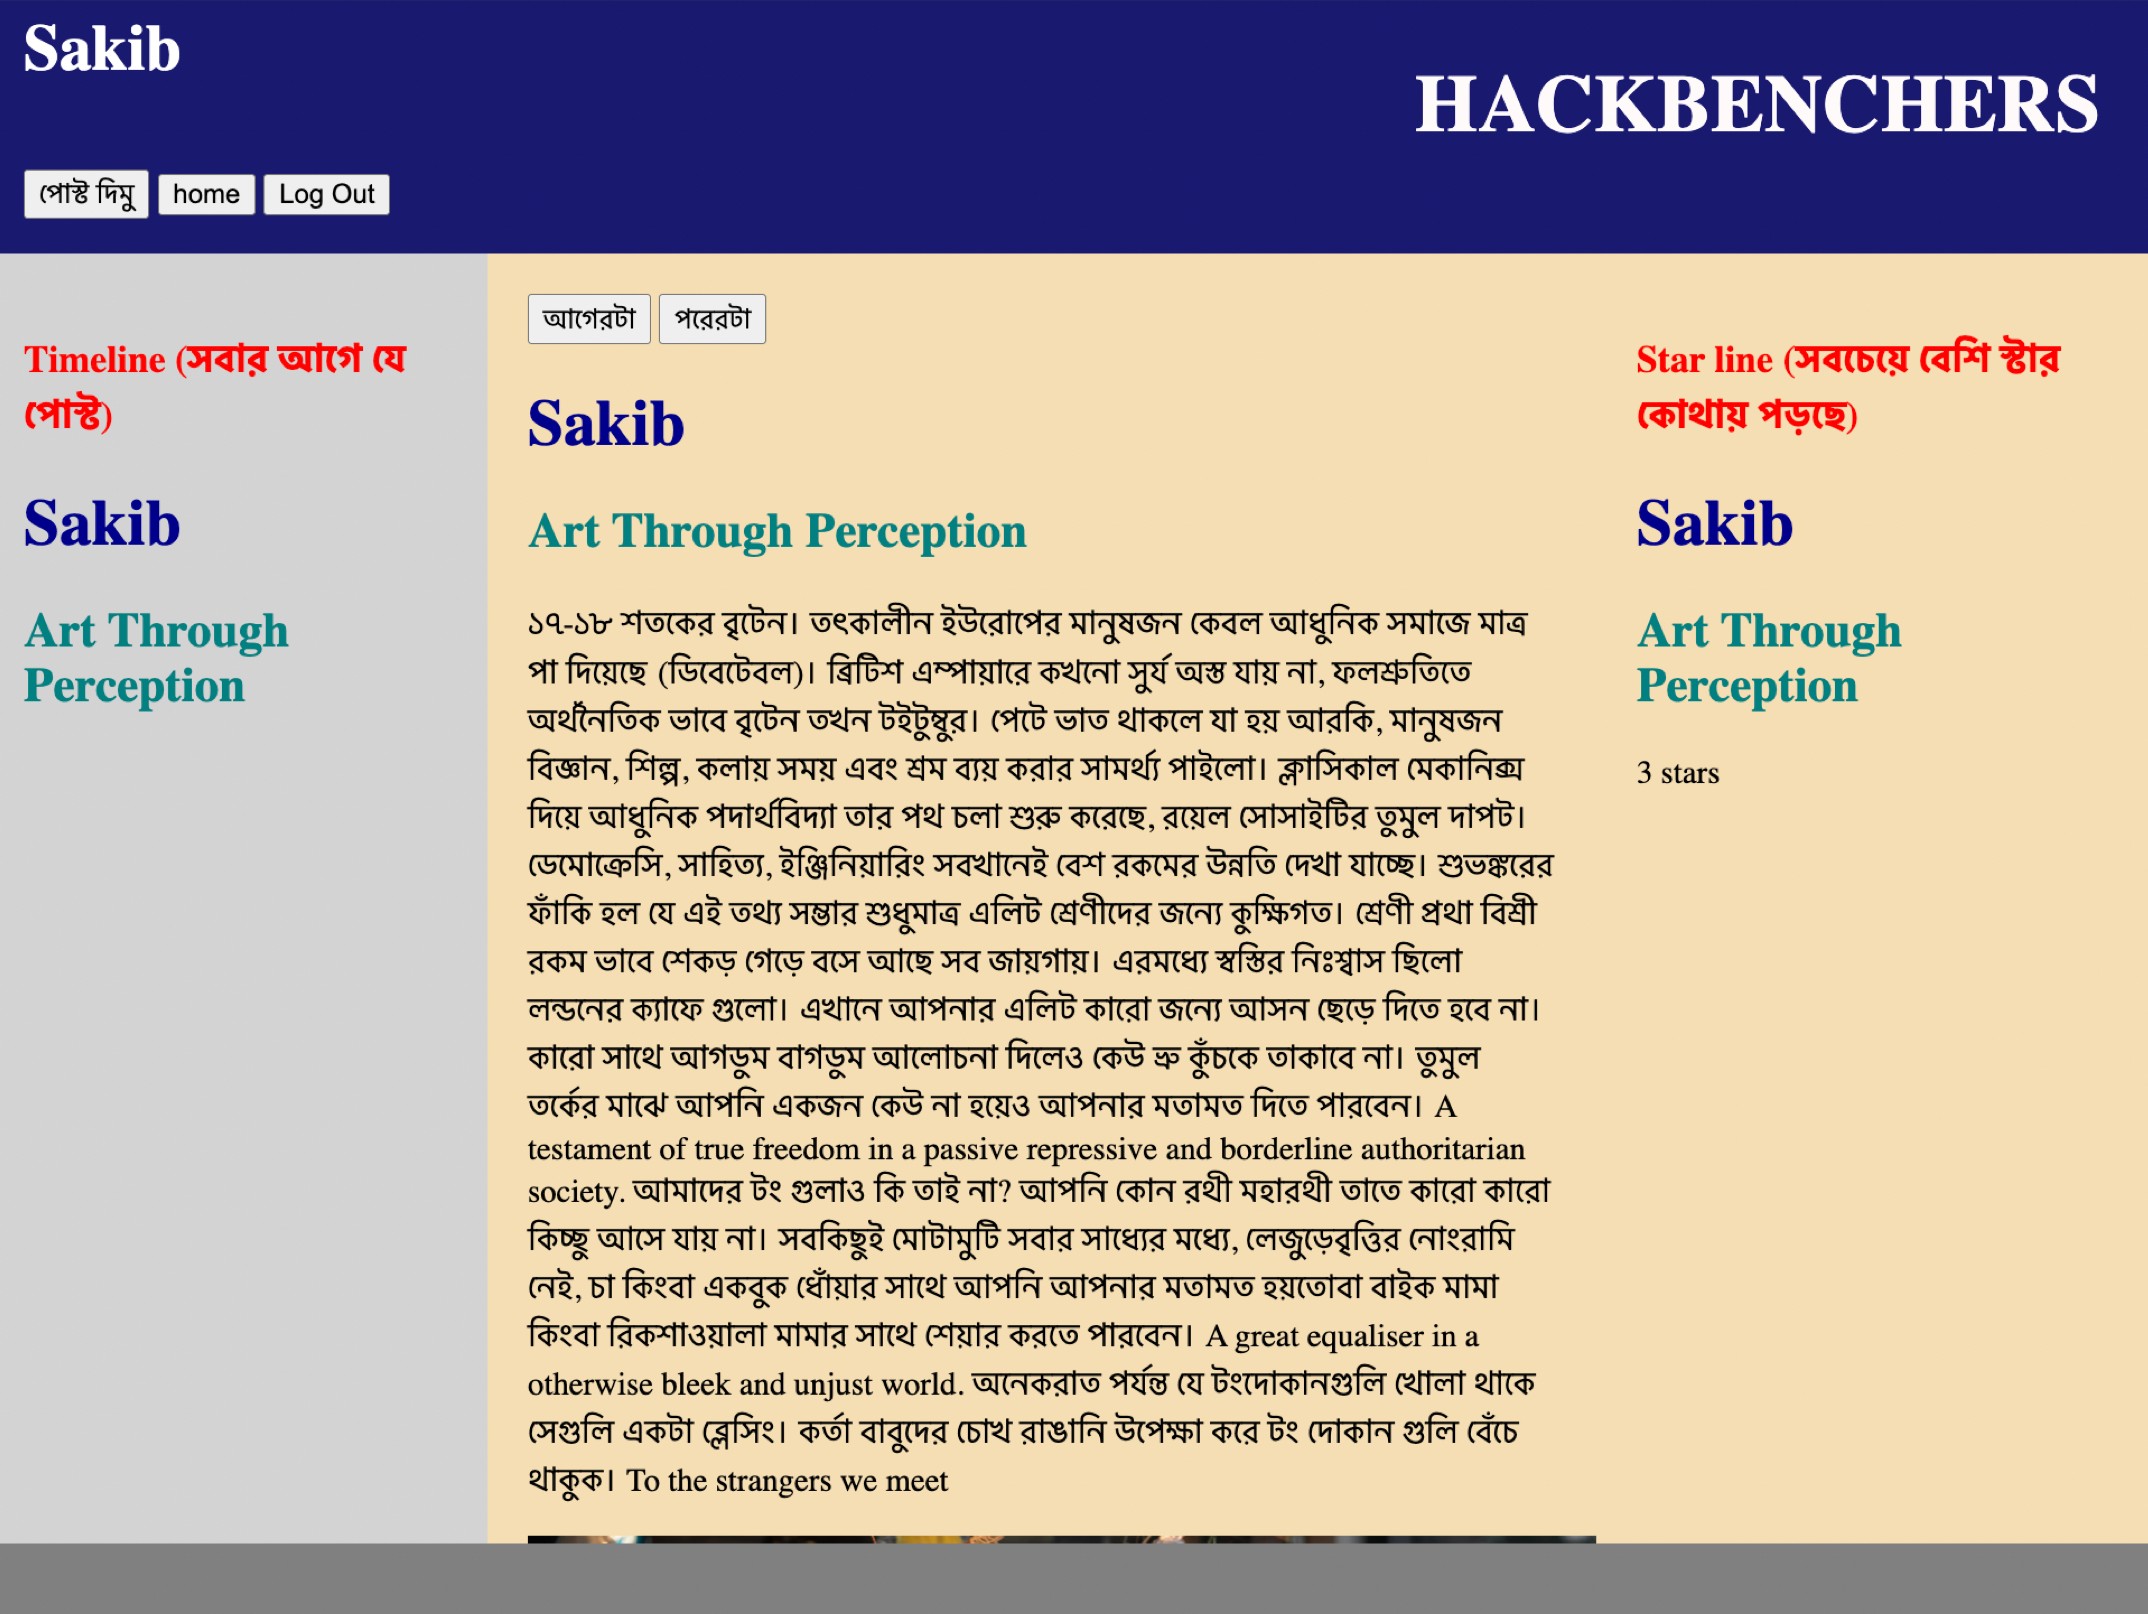 Sakib
HACKBENCHERS
পোস্ট দিমু home Log Out
Timeline (সবার আগে যে
পোস্ট)
Sakib
Art Through
Perception
আগেরটা পরেরটা
Sakib
Art Through Perception
১৭-১৮ শতকের বৃটেন। তৎকালীন ইউরোপের মানুষজন কেবল আধুনিক সমাজে মাত্র
পা দিয়েছে (ডিবেটেবল)। ব্রিটিশ এম্পায়ারে কখনো সুর্য অস্ত যায় না, ফলশ্রুতিতে
অর্থনৈতিক ভাবে বৃটেন তখন টইটুম্বুর। পেটে ভাত থাকলে যা হয় আরকি, মানুষজন
বিজ্ঞান, শিল্প, কলায় সময় এবং শ্রম ব্যয় করার সামর্থ্য পাইলো। ক্লাসিকাল মেকানিক্স
দিয়ে আধুনিক পদার্থবিদ্যা তার পথ চলা শুরু করেছে, রয়েল সোসাইটির তুমুল দাপট।
ডেমোক্রেসি, সাহিত্য, ইঞ্জিনিয়ারিং সবখানেই বেশ রকমের উন্নতি দেখা যাচ্ছে। শুভঙ্করের
ফাঁকি হল যে এই তথ্য সম্ভার শুধুমাত্র এলিট শ্রেণীদের জন্যে কুক্ষিগত। শ্রেণী প্রথা বিশ্রী
রকম ভাবে শেকড় গেড়ে বসে আছে সব জায়গায়। এরমধ্যে স্বস্তির নিঃশ্বাস ছিলো
লন্ডনের ক্যাফে গুলো। এখানে আপনার এলিট কারো জন্যে আসন ছেড়ে দিতে হবে না।
কারো সাথে আগডুম বাগডুম আলোচনা দিলেও কেউ ভ্রু কুঁচকে তাকাবে না। তুমুল
তর্কের মাঝে আপনি একজন কেউ না হয়েও আপনার মতামত দিতে পারবেন। A
testament of true freedom in a passive repressive and borderline authoritarian
society. আমাদের টং গুলাও কি তাই না? আপনি কোন রথী মহারথী তাতে কারো কারো
কিচ্ছু আসে যায় না। সবকিছুই মোটামুটি সবার সাধ্যের মধ্যে, লেজুড়েবৃত্তির নোংরামি
নেই, চা কিংবা একবুক ধোঁয়ার সাথে আপনি আপনার মতামত হয়তোবা বাইক মামা
কিংবা রিকশাওয়ালা মামার সাথে শেয়ার করতে পারবেন। A great equaliser in a
otherwise bleek and unjust world. অনেকরাত পর্যন্ত যে টংদোকানগুলি খোলা থাকে
সেগুলি একটা ব্লেসিং। কর্তা বাবুদের চোখ রাঙানি উপেক্ষা করে টং দোকান গুলি বেঁচে
থাকুক। To the strangers we meet
Star line (সবচেয়ে বেশি স্টার
কোথায় পড়ছে)
Sakib
Art Through
Perception
3 stars